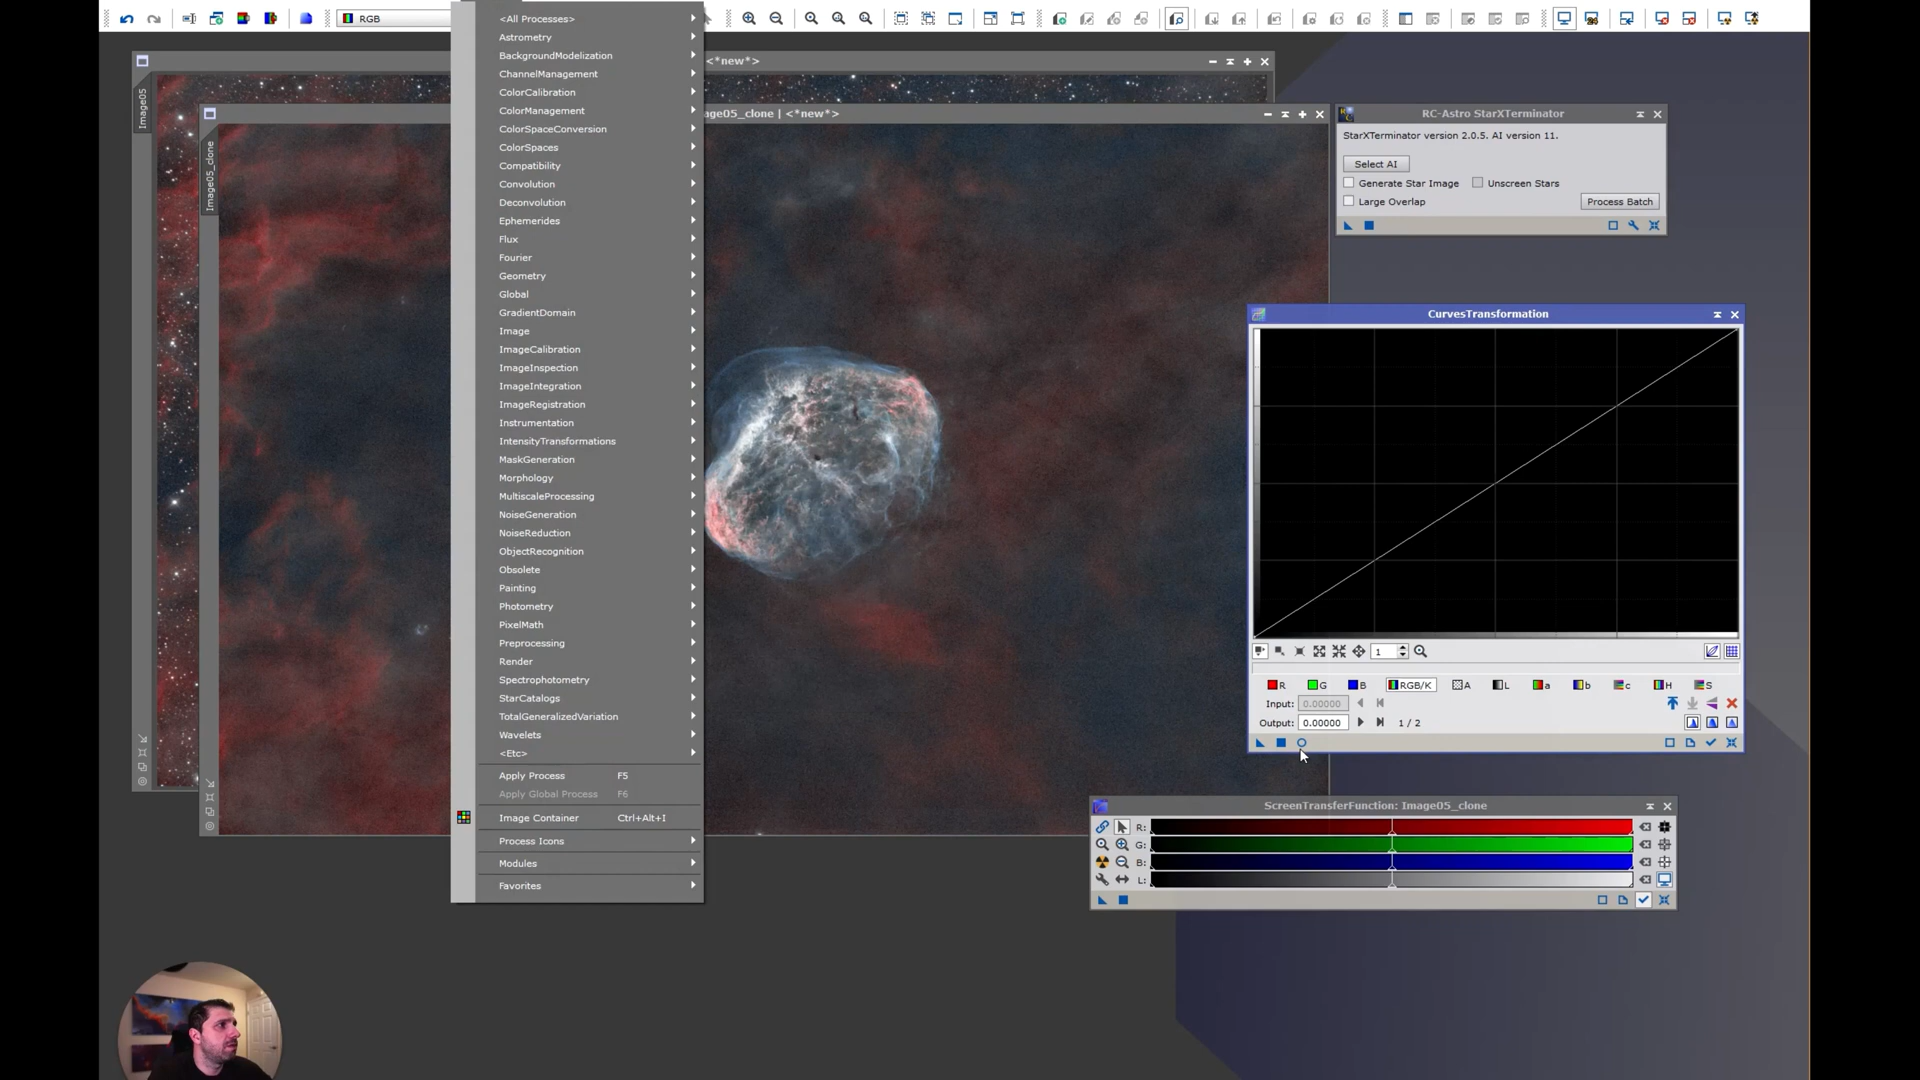 RGB
<All Processes>
Astrometry
BackgroundModelization
ChannelManagement
ColorCalibration
ColorManagement
ColorSpaceConversion
ColorSpaces
Compatibility
Convolution
Deconvolution
Ephemerides
Flux
Fourier
Geometry
Global
GradientDomain
Image
ImageCalibration
ImageInspection
ImageIntegration
ImageRegistration
Instrumentation
IntensityTransformations
MaskGeneration
Morphology
MultiscaleProcessing
NoiseGeneration
NoiseReduction
ObjectRecognition
Obsolete
Painting
Photometry
PixelMath
Preprocessing
Render
Spectrophotometry
StarCatalogs
TotalGeneralizedVariation
Wavelets
<Etc>
Apply Process F5
Apply Global Process F6
Image Container Ctrl+Alt+I
Process Icons
Modules
Favorites
<*new*>
age05_clone | <*new*>
Image05
Image05_clone
RC-Astro StarXTerminator
StarXTerminator version 2.0.5. AI version 11.
Select AI
Generate Star Image Unscreen Stars
Large Overlap Process Batch
CurvesTransformation
1
R G B RGB/K A L a b c H S
Input: 0.00000
Output: 0.00000 1 / 2
ScreenTransferFunction: Image05_clone
R:
G:
B:
L: